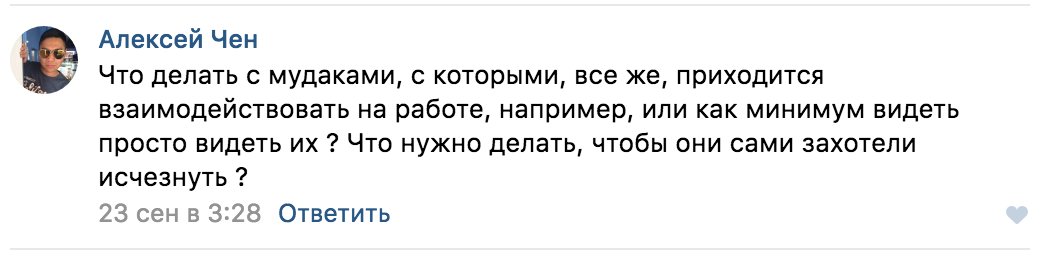 Алексей Чен
Что делать с мудаками, с которыми, все же, приходится
взаимодействовать на работе, например, или как минимум видеть
просто видеть их ? Что нужно делать, чтобы они сами захотели
исчезнуть ?
23 сен в 3:28 Ответить